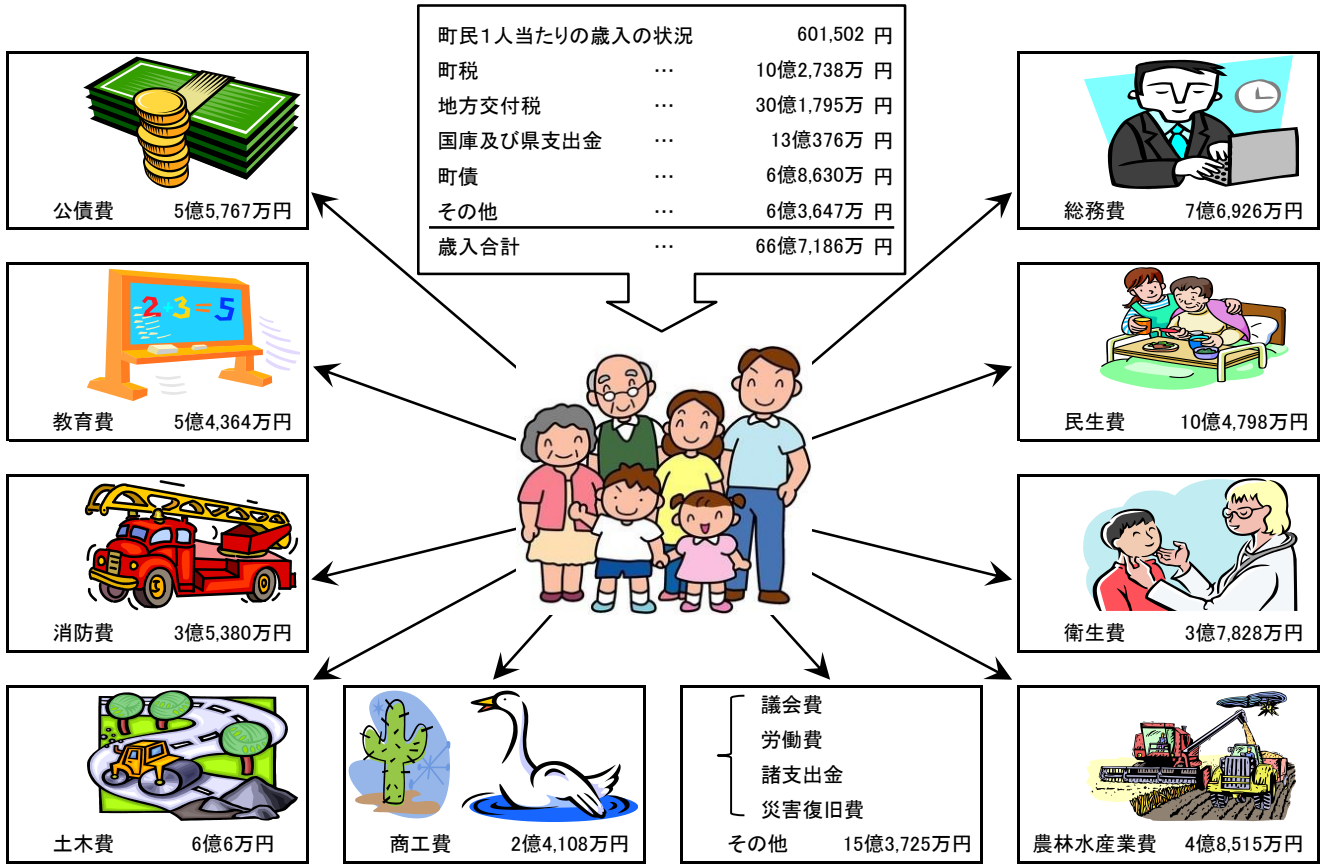 町民1人当たりの歳入の状況 601,502 円
町税 … 10億2,738万 円
地方交付税 … 30億1,795万 円
国庫及び県支出金 … 13億376万 円
町債 … 6億8,630万 円
その他 … 6億3,647万 円
歳入合計 … 66億7,186万 円
公債費 5億5,767万円
総務費 7億6,926万円
2+3=5
教育費 5億4,364万円
民生費 10億4,798万円
消防費 3億5,380万円
衛生費 3億7,828万円
土木費 6億6万円
商工費 2億4,108万円
議会費
労働費
諸支出金
災害復旧費
その他 15億3,725万円
農林水産業費 4億8,515万円